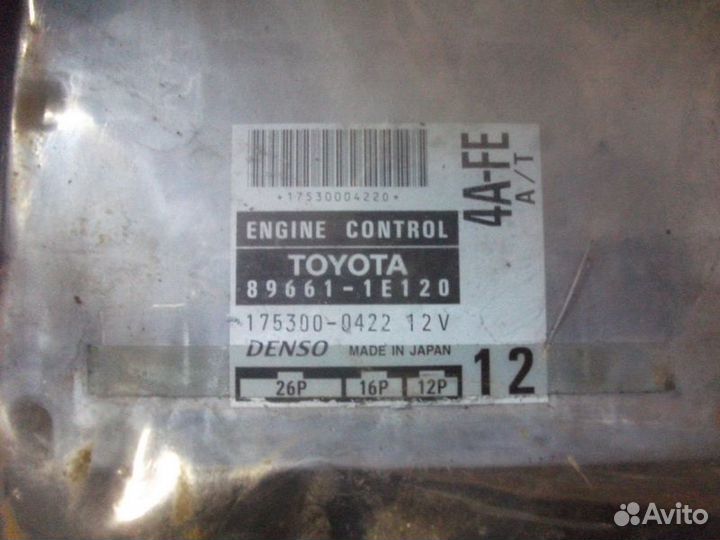 *17530004220*
4A-FE
A/T
ENGINE CONTROL
TOYOTA
89661-1E120
175300-0422 12V
DENSO MADE IN JAPAN
26P 16P 12P
12
Avito